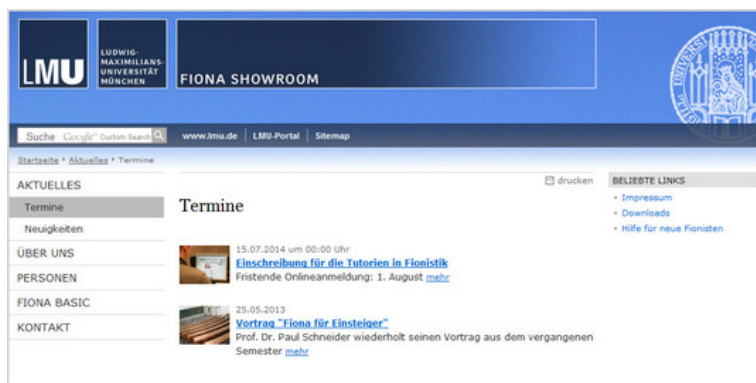 LMU
LUDWIG-
MAXIMILIANS-
UNIVERSITÄT
MÜNCHEN
FIONA SHOWROOM
Suche Google™ Custom Search
www.lmu.de | LMU-Portal | Sitemap
Startseite Aktuelles Termine
drucken
AKTUELLES
Termine
Neuigkeiten
ÜBER UNS
PERSONEN
FIONA BASIC
KONTAKT
Termine
15.07.2014 um 00:00 Uhr
Einschreibung für die Tutorien in Fionistik
Fristende Onlineanmeldung: 1. August mehr
25.05.2013
Vortrag "Fiona für Einsteiger"
Prof. Dr. Paul Schneider wiederholt seinen Vortrag aus dem vergangenen
Semester mehr
BELIEBTE LINKS
Impressum
Downloads
Hilfe für neue Fionisten